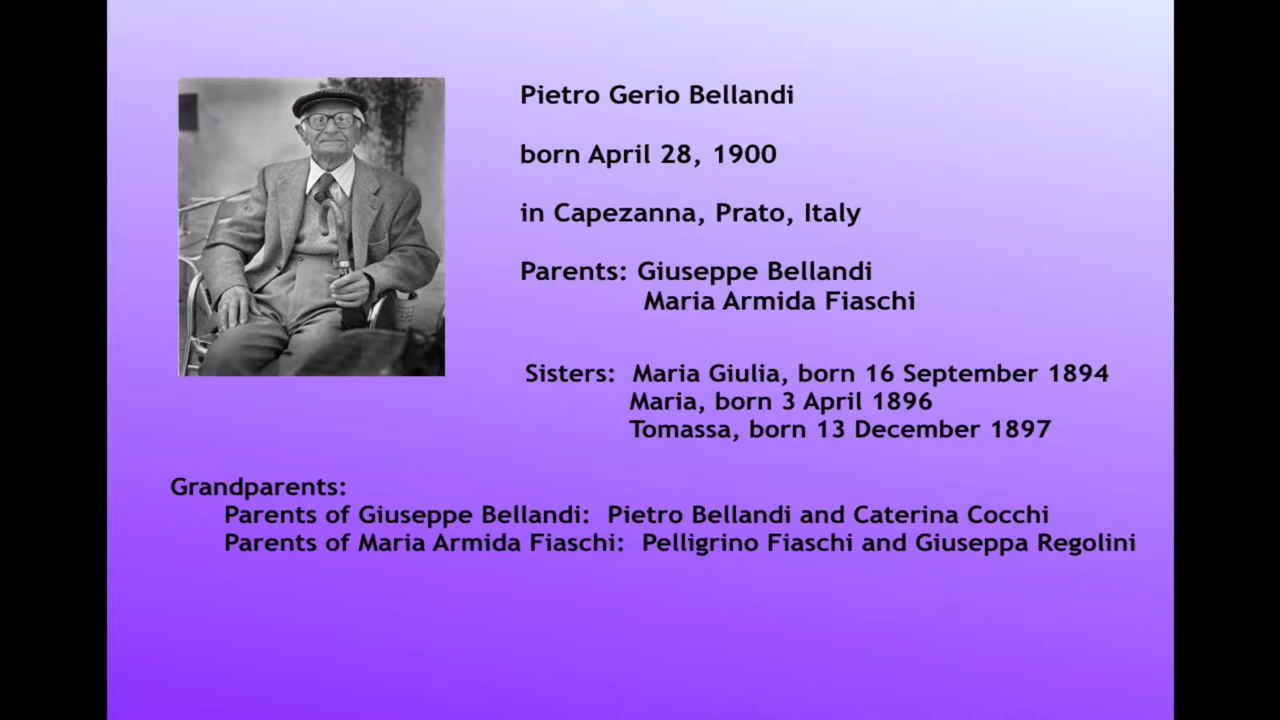 Pietro Gerio Bellandi
born April 28, 1900
in Capezanna, Prato, Italy
Parents: Giuseppe Bellandi
Maria Armida Fiaschi
Sisters: Maria Giulia, born 16 September 1894
Maria, born 3 April 1896
Tomassa, born 13 December 1897
Grandparents:
Parents of Giuseppe Bellandi: Pietro Bellandi and Caterina Cocchi
Parents of Maria Armida Fiaschi: Pelligrino Fiaschi and Giuseppa Regolini